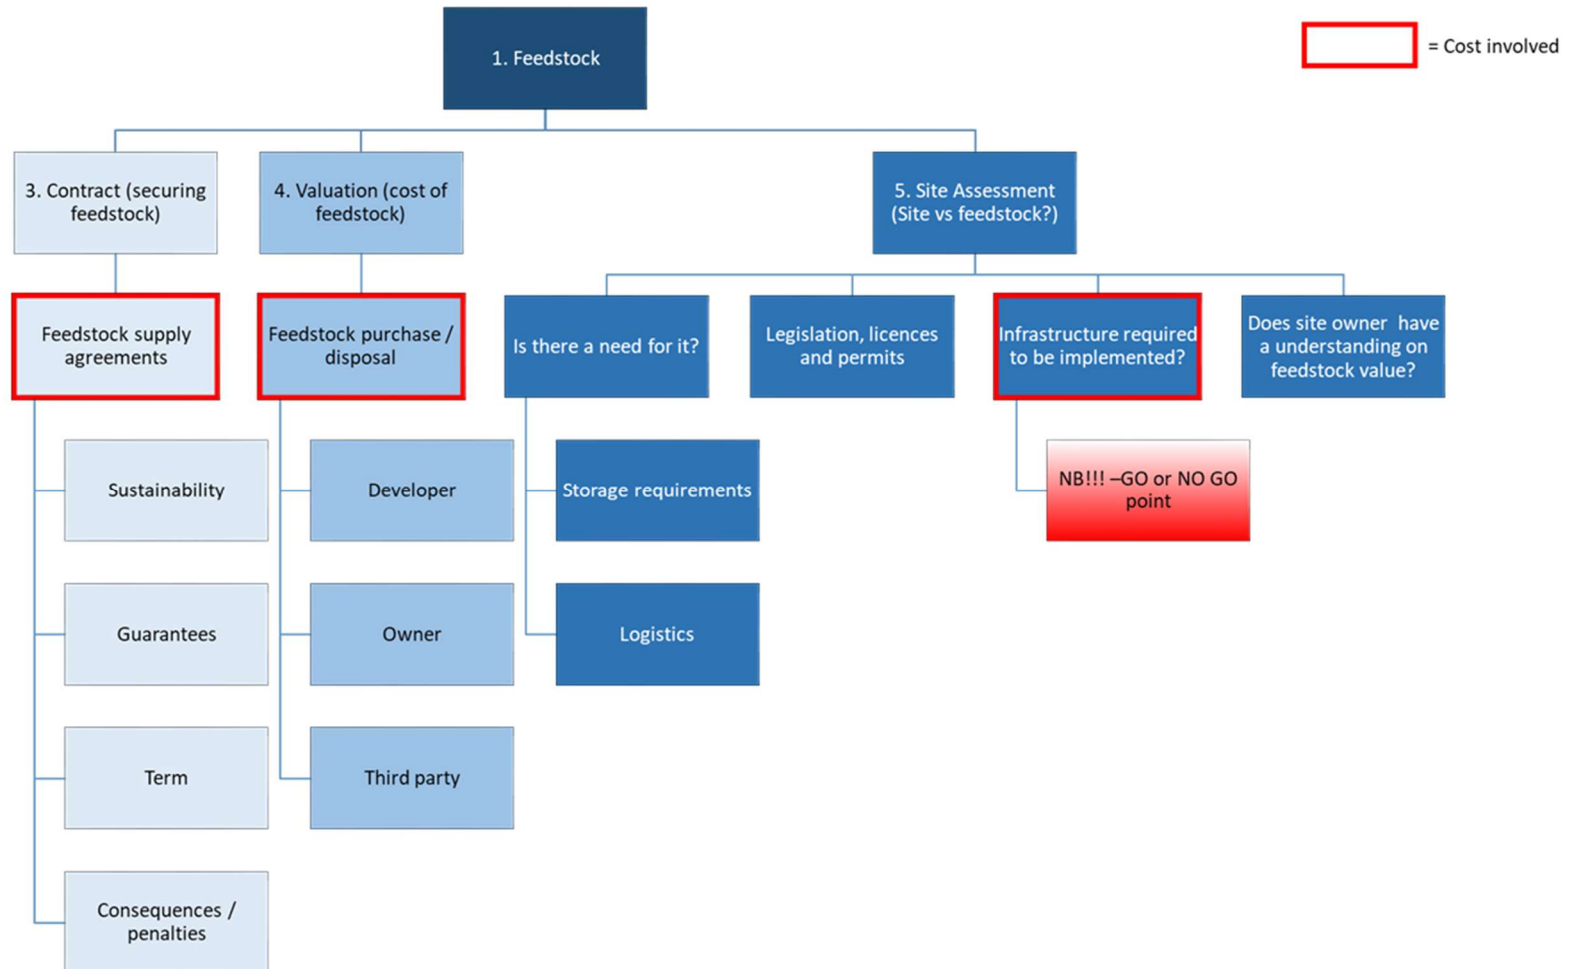 1. Feedstock
= Cost involved
3. Contract (securing
feedstock)
4. Valuation (cost of
feedstock)
5. Site Assessment
(Site vs feedstock?)
Feedstock supply
agreements
Feedstock purchase /
disposal
Is there a need for it?
Legislation, licences
and permits
Infrastructure required
to be implemented?
Does site owner  have
a understanding on
feedstock value?
Sustainability
Developer
Storage requirements
NB!!! –GO or NO GO
point
Guarantees
Owner
Logistics
Term
Third party
Consequences /
penalties